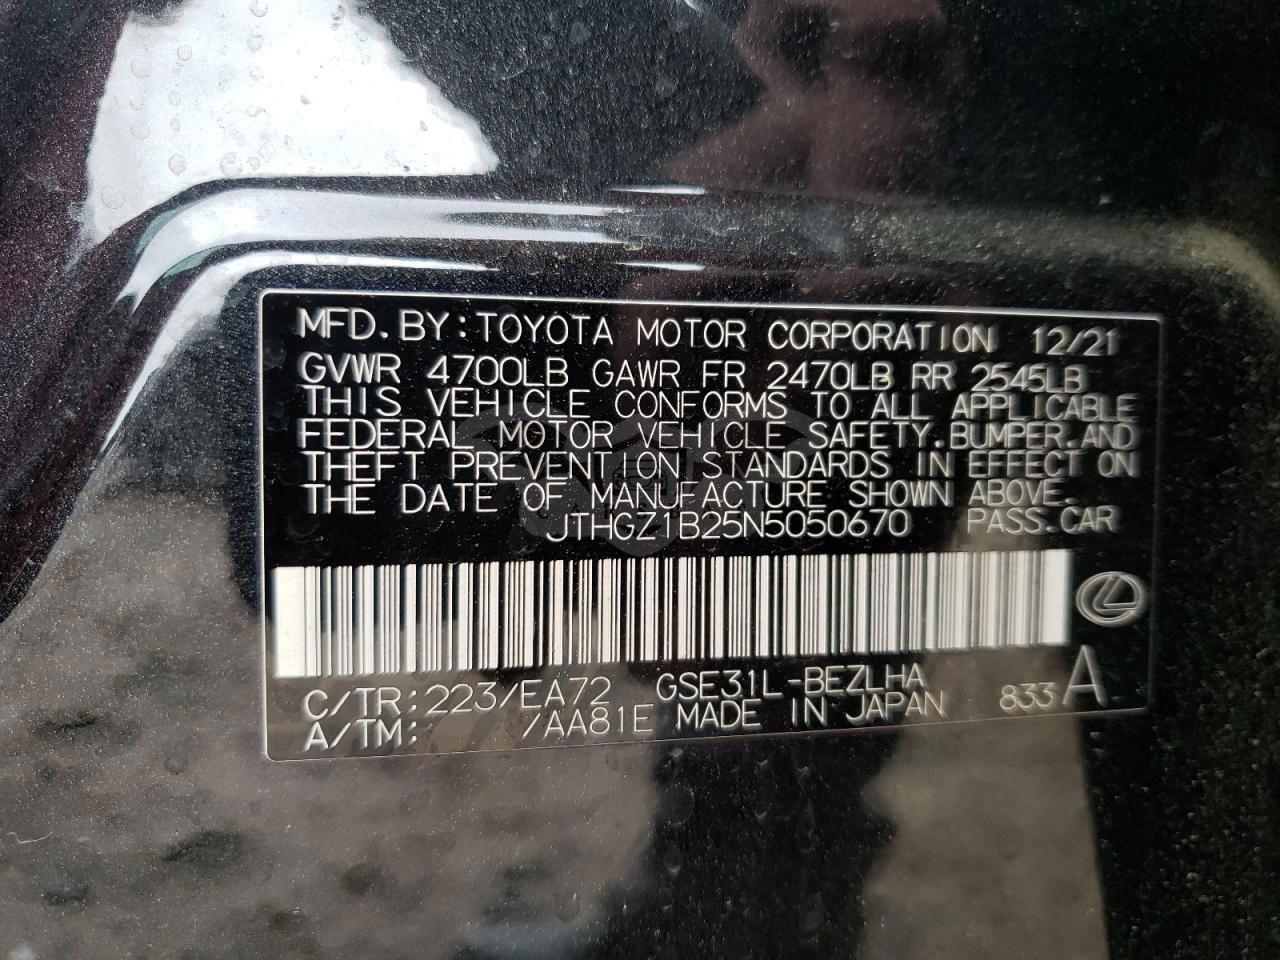 MFD.BY:TOYOTA MOTOR CORPORATION 12/21
GVWR 4700LB GAWR FR 2470LB RR 2545LB
THIS VEHICLE CONFORMS TO ALL APPLICABLE
FEDERAL MOTOR VEHICLE SAFETY.BUMPER.AND
THEFT PREVENTION STANDARDS IN EFFECT ON
THE DATE OF MANUFACTURE SHOWN ABOVE.
JTHGZ1B25N5050670 PASS.CAR
C/TR:223/EA72 GSE31L-BEZLHA
A/TM: /AA81E MADE IN JAPAN 833 A